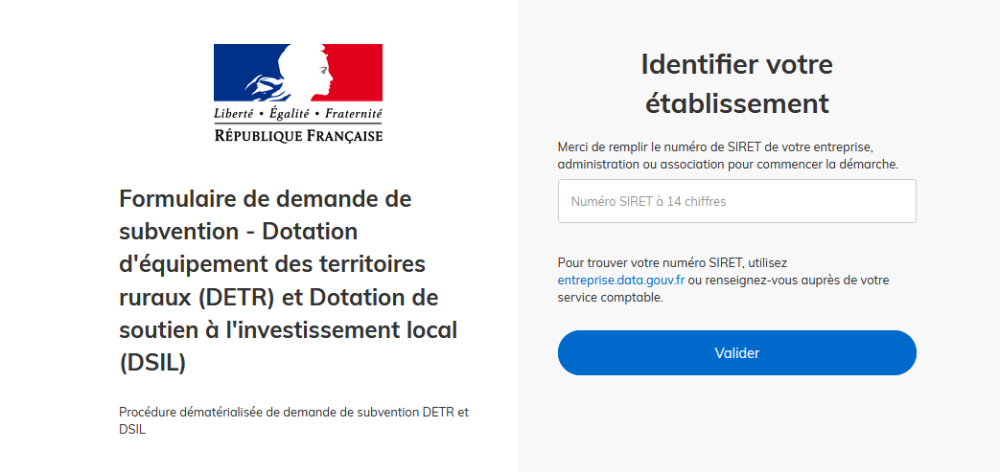 Liberté • Égalité • Fraternité
RÉPUBLIQUE FRANÇAISE
Formulaire de demande de
subvention - Dotation
d'équipement des territoires
ruraux (DETR) et Dotation de
soutien à l'investissement local
(DSIL)
Procédure dématérialisée de demande de subvention DETR et
DSIL
Identifier votre
établissement
Merci de remplir le numéro de SIRET de votre entreprise,
administration ou association pour commencer la démarche.
Numéro SIRET à 14 chiffres
Pour trouver votre numéro SIRET, utilisez
entreprise.data.gouv.fr ou renseignez-vous auprès de votre
service comptable.
Valider